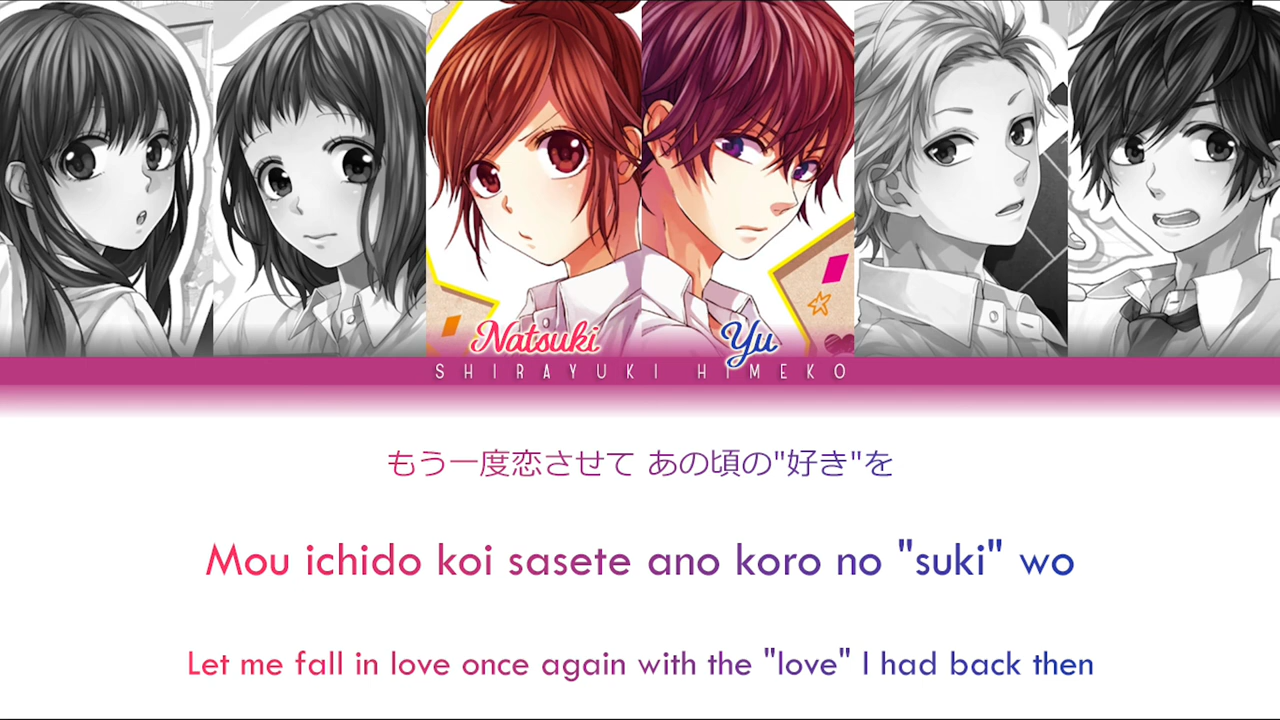 Natsuki Yu
SHIRAYUKI HIMEKO
もう一度恋させて あの頃の"好き"を
Mou ichido koi sasete ano koro no "suki" wo
Let me fall in love once again with the "love" I had back then